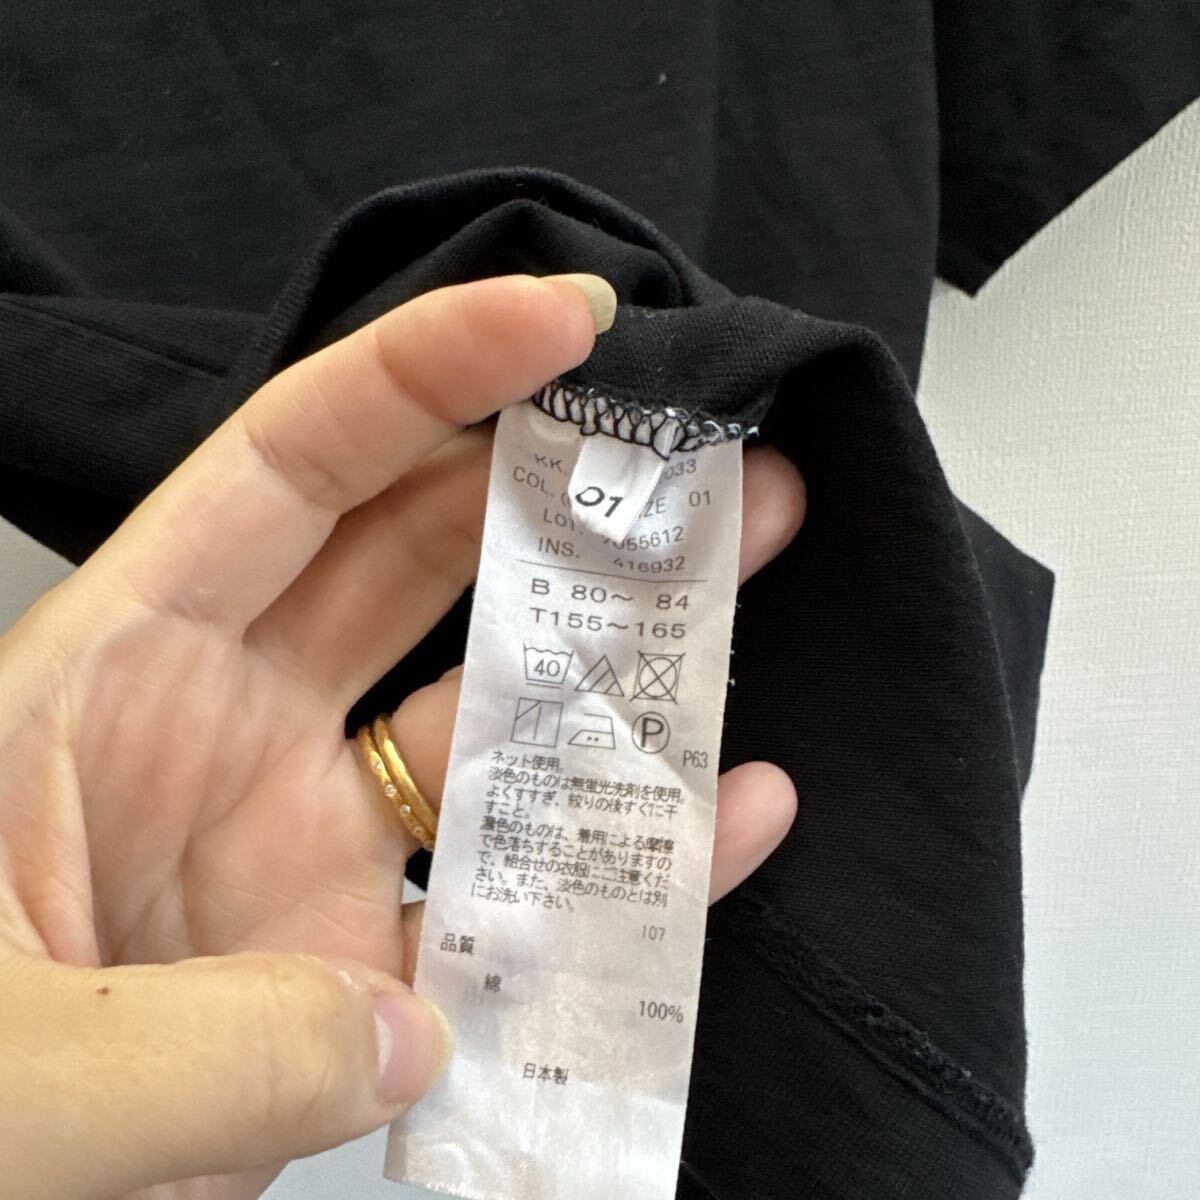 KK. 0033
COL. SIZE 01
01
LOT. 7055612
INS. 416932
B 80～ 84
T155～165
40
P
P63
ネット使用。
淡色のものは無蛍光洗剤を使用。
よくすすぎ、絞りの後すぐに干
すこと。
濃色のものは、着用による摩擦
で色落ちすることがありますの
で、組合せの衣服にご注意くだ
さい。また、淡色のものとは別
にお洗い下さい。
107
品質
綿 100%
日本製